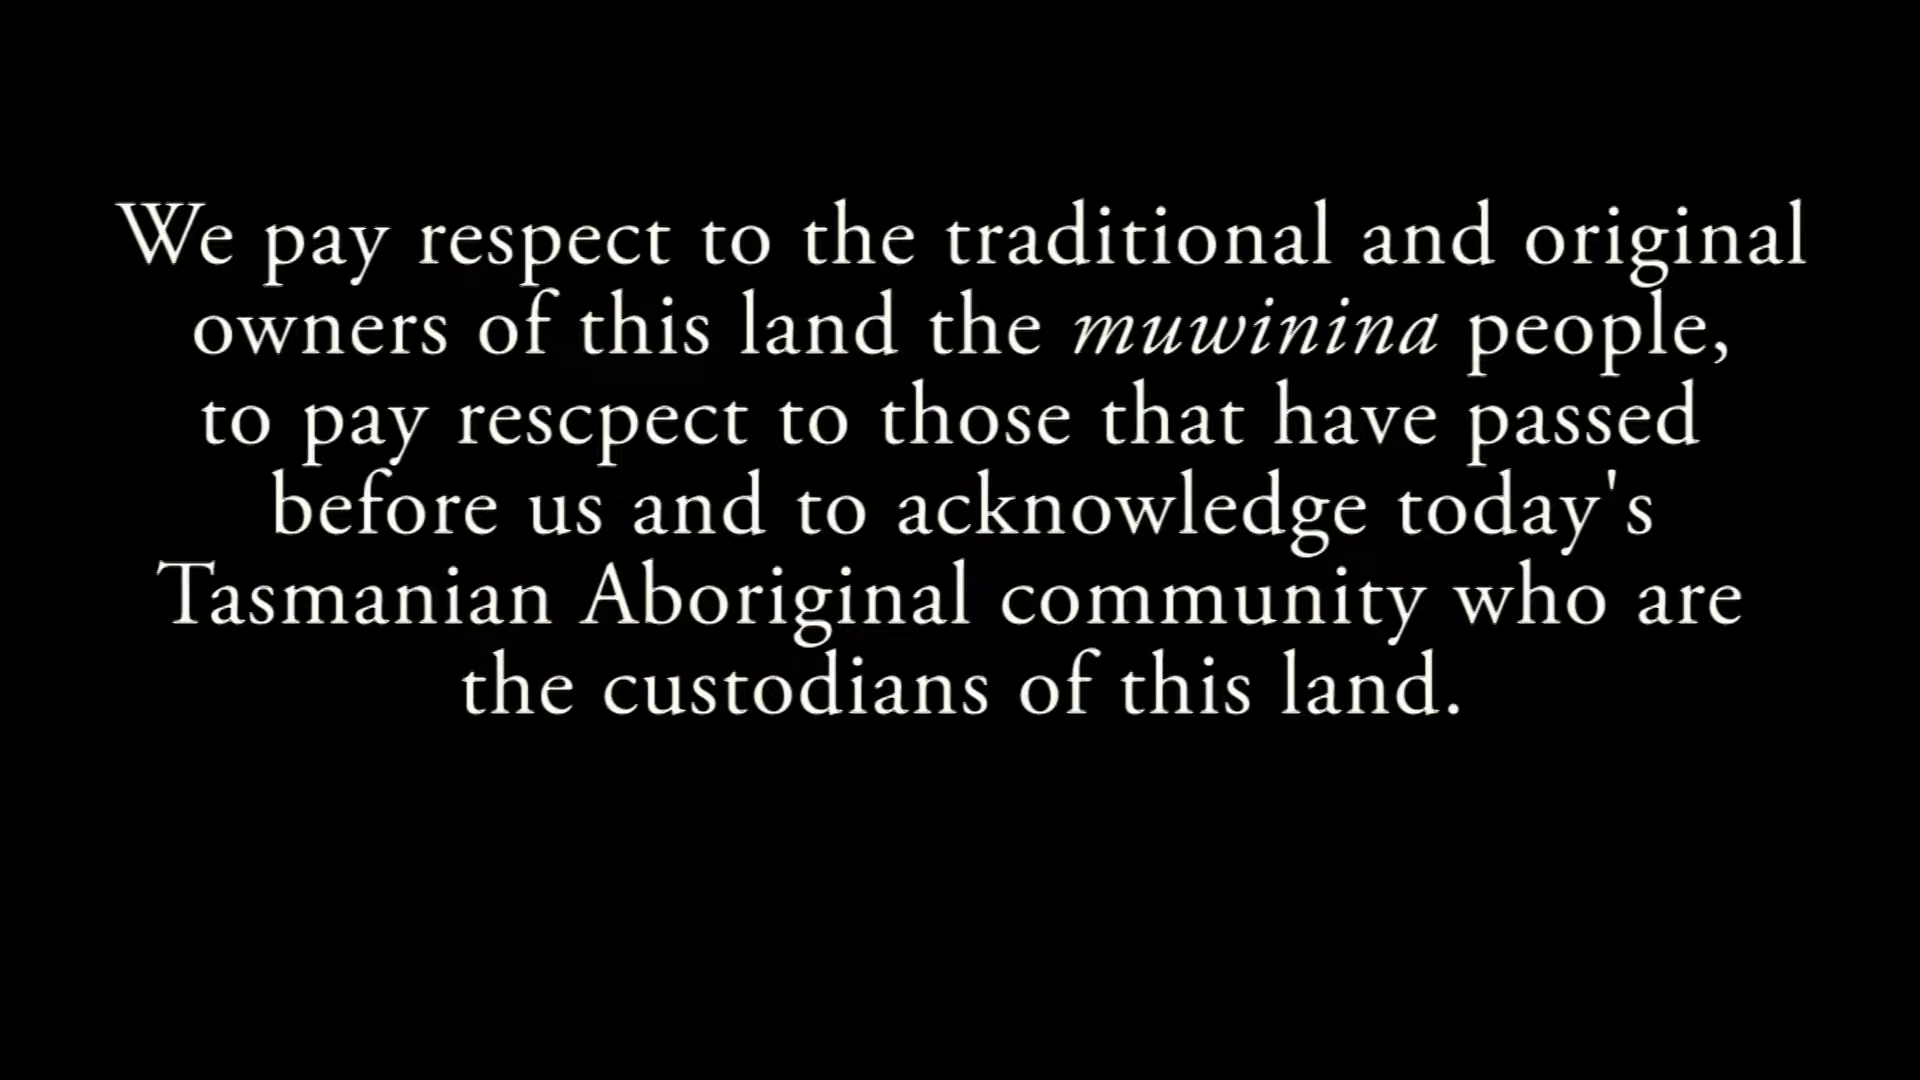 We pay respect to the traditional and original
owners of this land the muwinina people,
to pay rescpect to those that have passed
before us and to acknowledge today's
Tasmanian Aboriginal community who are
the custodians of this land.